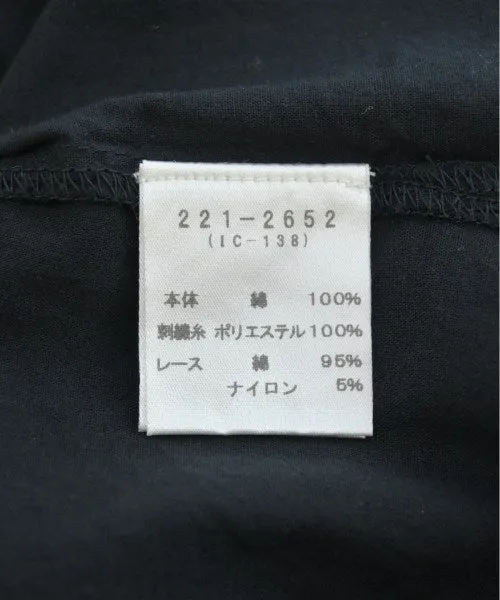 221-2652
(IC-138)
本体 綿 100%
刺繍糸 ポリエステル 100%
レース 綿 95%
ナイロン 5%